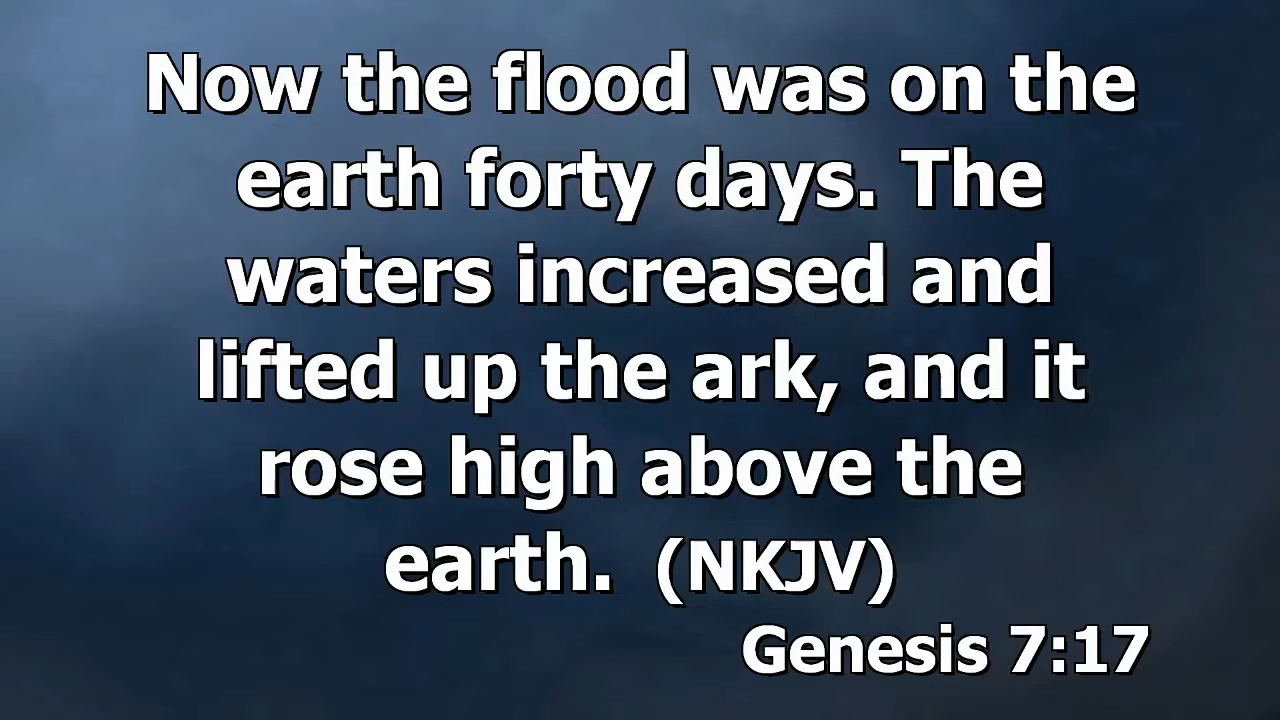 Now the flood was on the
earth forty days. The
waters increased and
lifted up the ark, and it
rose high above the
earth. (NKJV)
Genesis 7:17